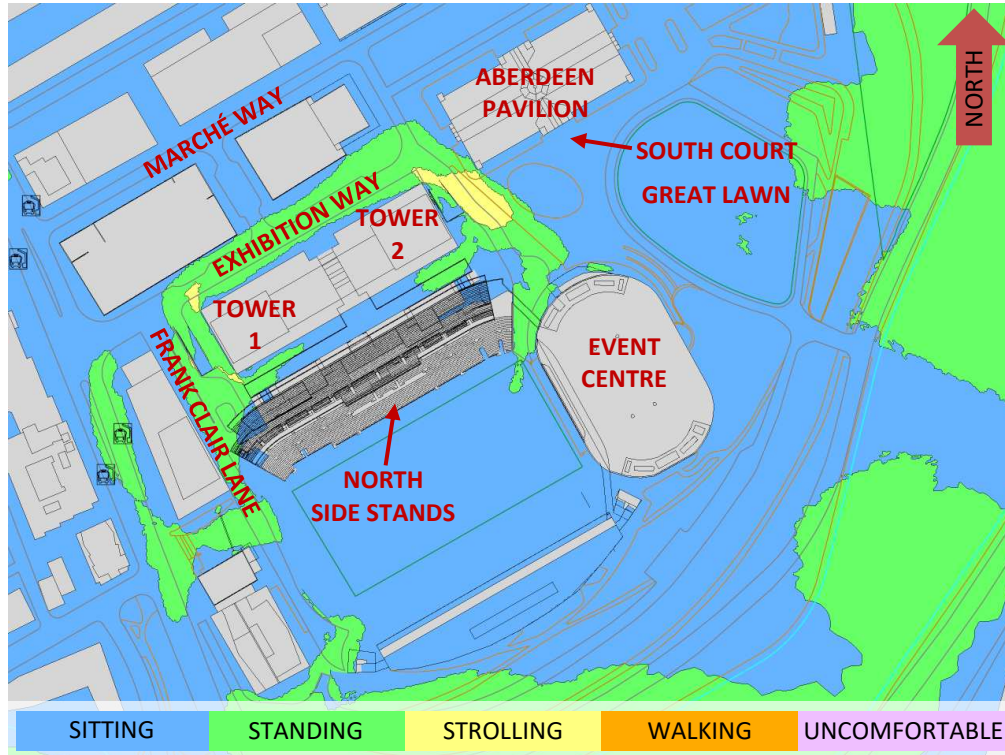 ABERDEEN
PAVILION
NORTH
MARCHÉ WAY
SOUTH COURT
GREAT LAWN
EXHIBITION WAY
TOWER
2
TOWER
1
FRANK CLAIR LANE
EVENT
CENTRE
NORTH
SIDE STANDS
SITTING
STANDING
STROLLING
WALKING
UNCOMFORTABLE